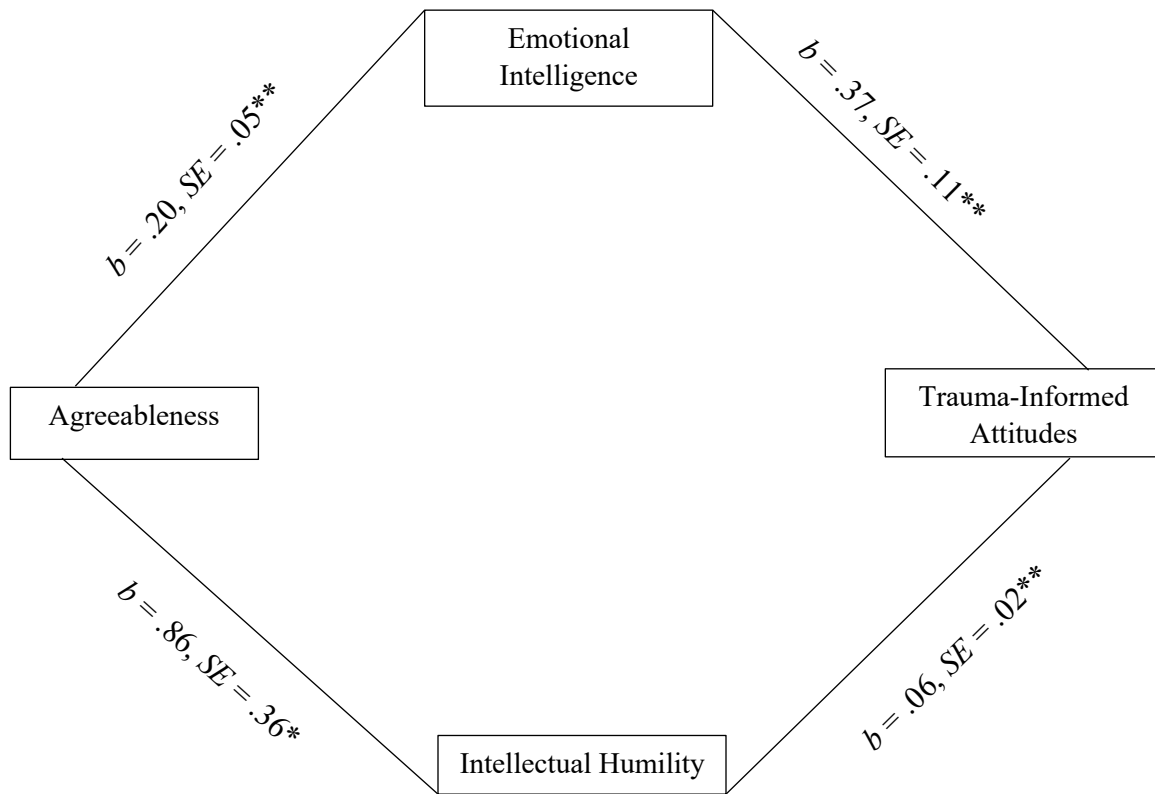 Emotional
Intelligence
b = .20, SE = .05**
b = .37, SE = .11**
Agreeableness
Trauma-Informed
Attitudes
b = .86, SE = .36*
b = .06, SE = .02**
Intellectual Humility